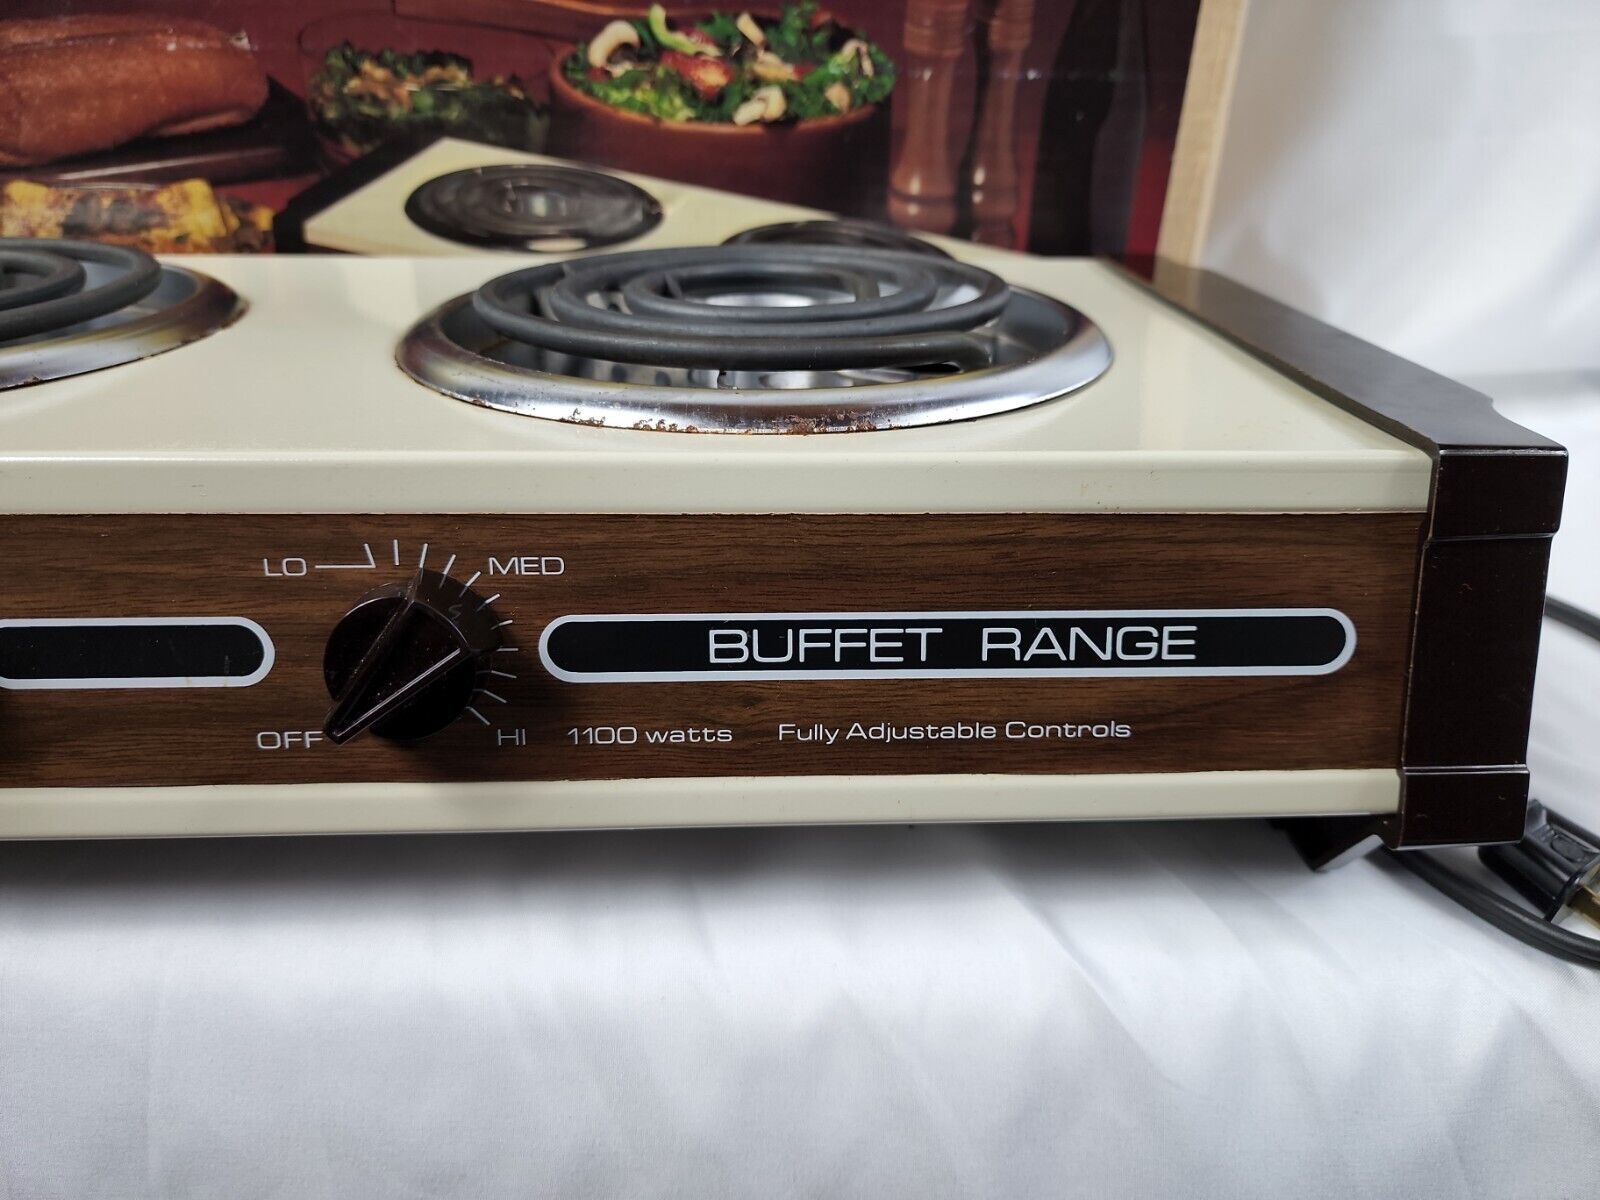 LO
MED
BUFFET RANGE
OFF
HI 1100 watts Fully Adjustable Controls